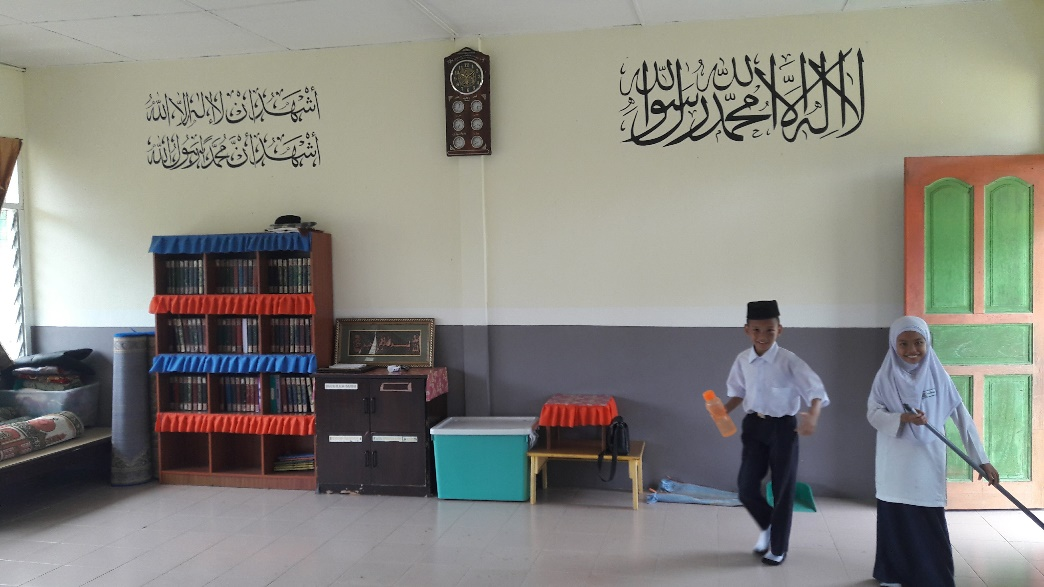 أشهد أن لا إله إلا الله
أشهد أن محمدا رسول الله
لا إله إلا الله محمد رسول الله